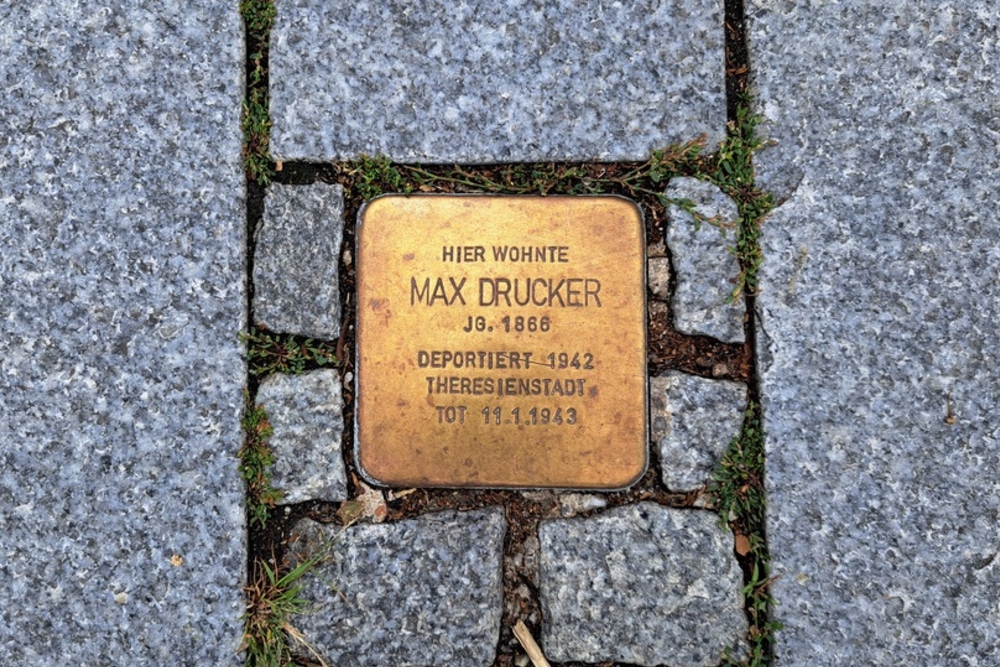 HIER WOHNTE
MAX DRUCKER
JG. 1866
DEPORTIERT 1942
THERESIENSTADT
TOT 11.1.1943